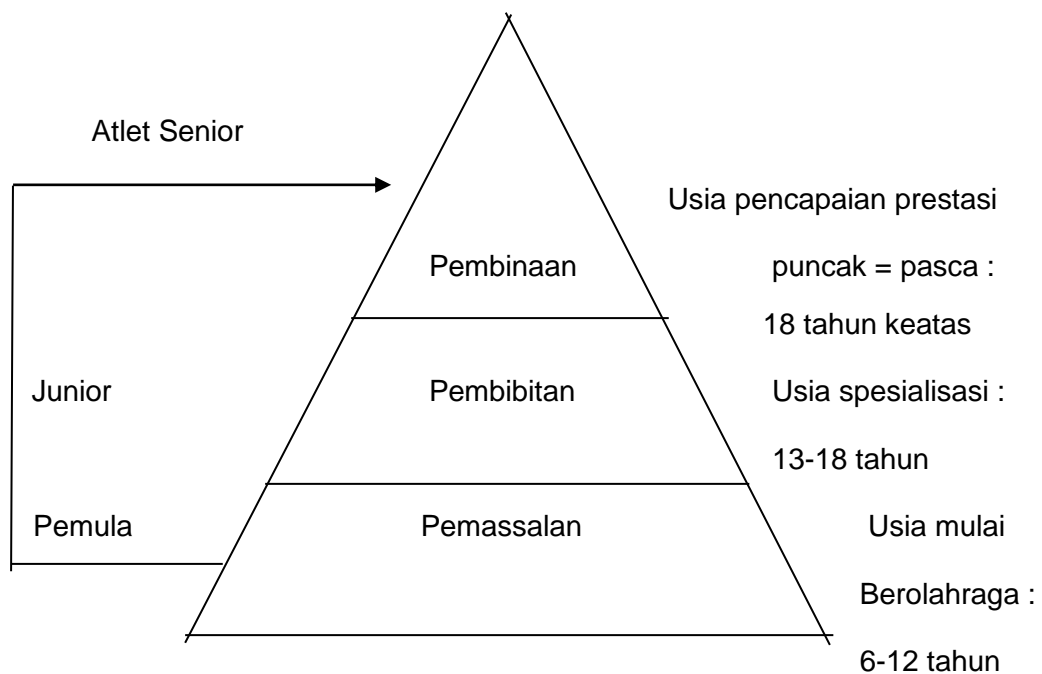 Atlet Senior
Usia pencapaian prestasi
Pembinaan
puncak = pasca :
18 tahun keatas
Junior
Pembibitan
Usia spesialisasi :
13-18 tahun
Pemula
Pemassalan
Usia mulai
Berolahraga :
6-12 tahun